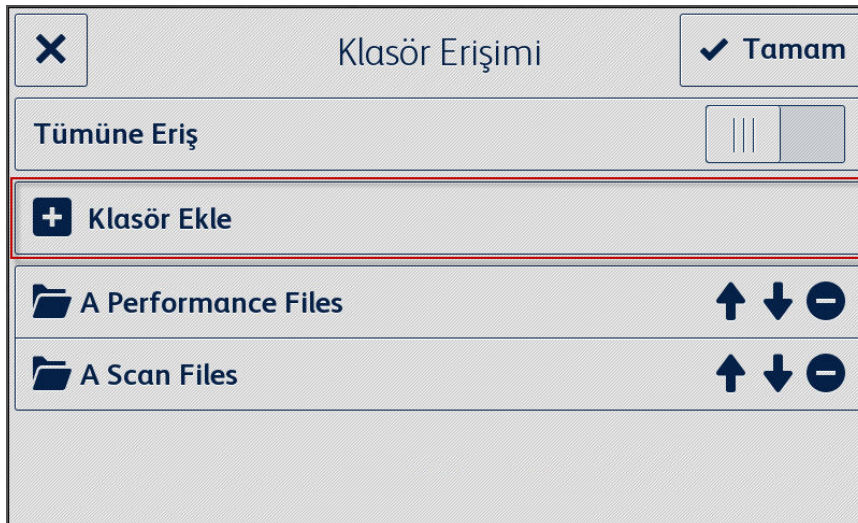 Klasör Erişimi
Tamam
Tümüne Eriş
Klasör Ekle
A Performance Files
A Scan Files